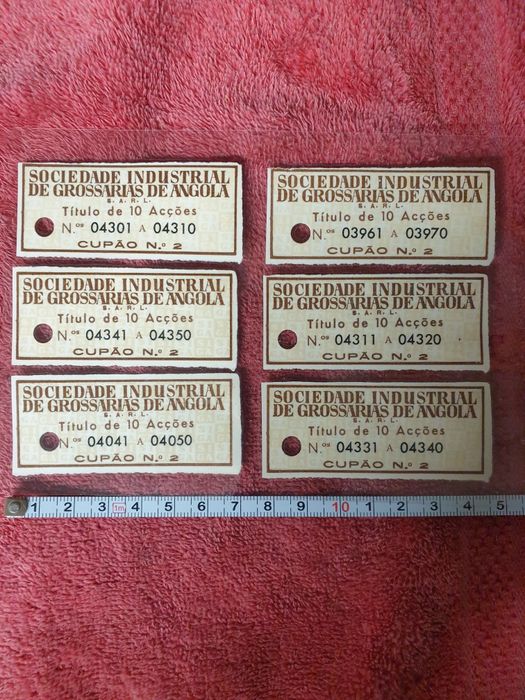 SOCIEDADE INDUSTRIAL
DE GROSSARIAS DE ANGOLA
S. A. R. L.
Título de 10 Acções
N.os 04301 A 04310
CUPÃO N.º 2
SOCIEDADE INDUSTRIAL
DE GROSSARIAS DE ANGOLA
S. A. R. L.
Título de 10 Acções
N.os 03961 A 03970
CUPÃO N.º 2
SOCIEDADE INDUSTRIAL
DE GROSSARIAS DE ANGOLA
S. A. R. L.
Título de 10 Acções
N.os 04341 A 04350
CUPÃO N.º 2
SOCIEDADE INDUSTRIAL
DE GROSSARIAS DE ANGOLA
S. A. R. L.
Título de 10 Acções
N.os 04311 A 04320
CUPÃO N.º 2
SOCIEDADE INDUSTRIAL
DE GROSSARIAS DE ANGOLA
S. A. R. L.
Título de 10 Acções
N.os 04041 A 04050
CUPÃO N.º 2
SOCIEDADE INDUSTRIAL
DE GROSSARIAS DE ANGOLA
S. A. R. L.
Título de 10 Acções
N.os 04331 A 04340
CUPÃO N.º 2
1 2 3 1m 4 5 6 7 8 9 10 1 2 3 4 5